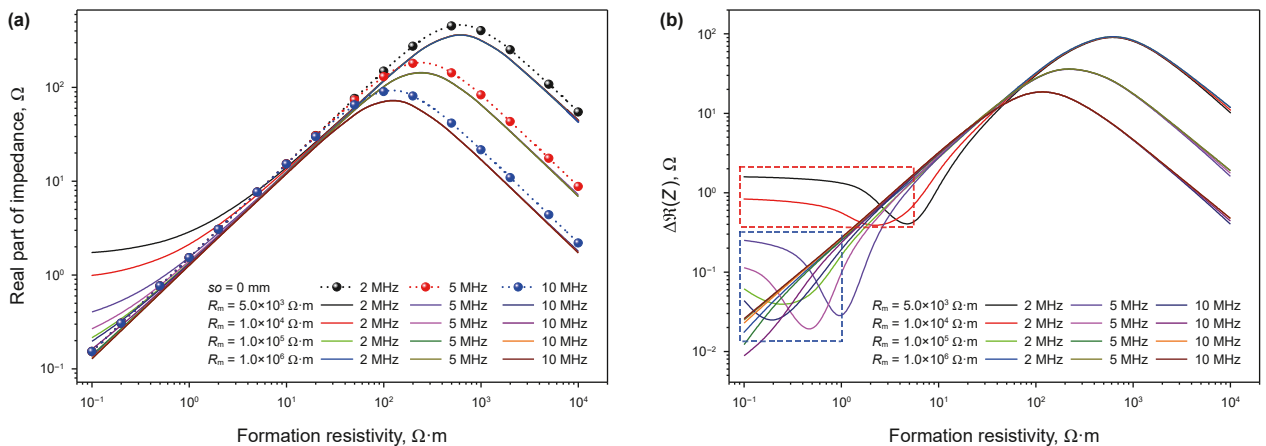 (a)
Real part of impedance, Ω
10²
10¹
10⁰
10⁻¹
so = 0 mm 2 MHz 5 MHz 10 MHz
Rm = 5.0×10³ Ω·m 2 MHz 5 MHz 10 MHz
Rm = 1.0×10⁴ Ω·m 2 MHz 5 MHz 10 MHz
Rm = 1.0×10⁵ Ω·m 2 MHz 5 MHz 10 MHz
Rm = 1.0×10⁶ Ω·m 2 MHz 5 MHz 10 MHz
10⁻¹ 10⁰ 10¹ 10² 10³ 10⁴
Formation resistivity, Ω·m
(b)
Δℜ(Z), Ω
10²
10¹
10⁰
10⁻¹
10⁻²
Rm = 5.0×10³ Ω·m 2 MHz 5 MHz 10 MHz
Rm = 1.0×10⁴ Ω·m 2 MHz 5 MHz 10 MHz
Rm = 1.0×10⁵ Ω·m 2 MHz 5 MHz 10 MHz
Rm = 1.0×10⁶ Ω·m 2 MHz 5 MHz 10 MHz
10⁻¹ 10⁰ 10¹ 10² 10³ 10⁴
Formation resistivity, Ω·m